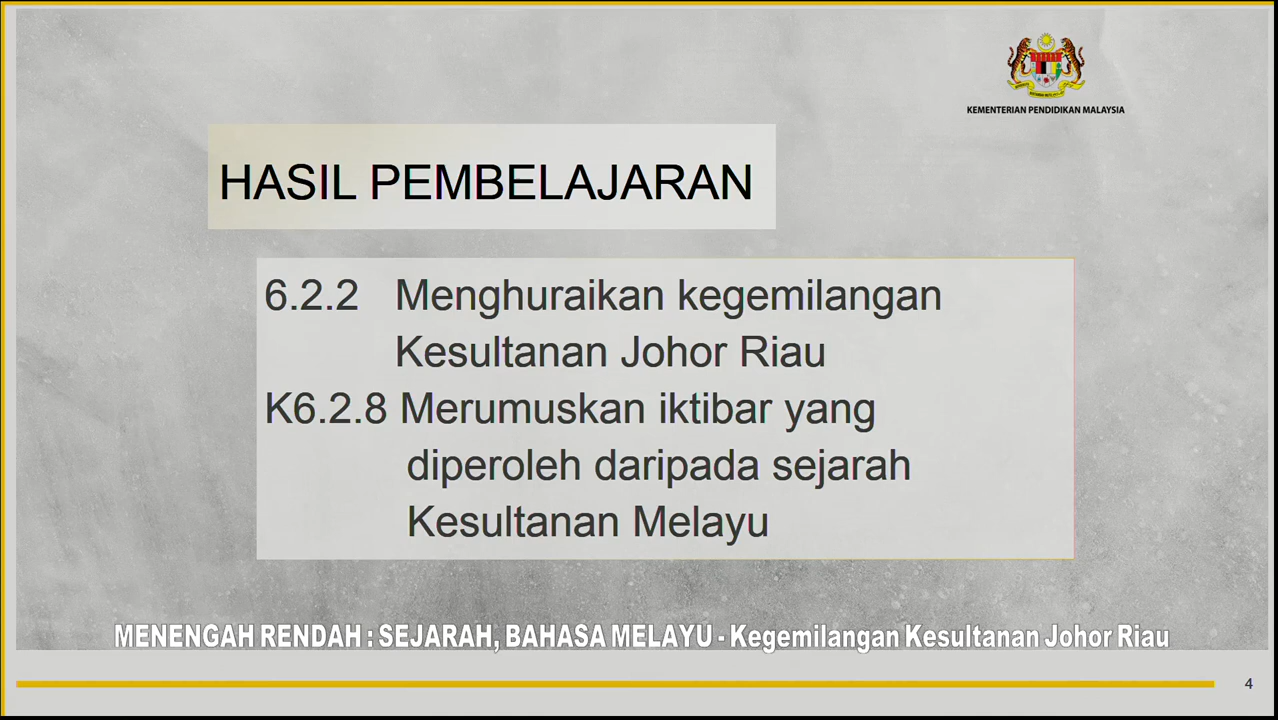 KEMENTERIAN PENDIDIKAN MALAYSIA
HASIL PEMBELAJARAN
6.2.2 Menghuraikan kegemilangan
Kesultanan Johor Riau
K6.2.8 Merumuskan iktibar yang
diperoleh daripada sejarah
Kesultanan Melayu
MENENGAH RENDAH : SEJARAH, BAHASA MELAYU - Kegemilangan Kesultanan Johor Riau
4